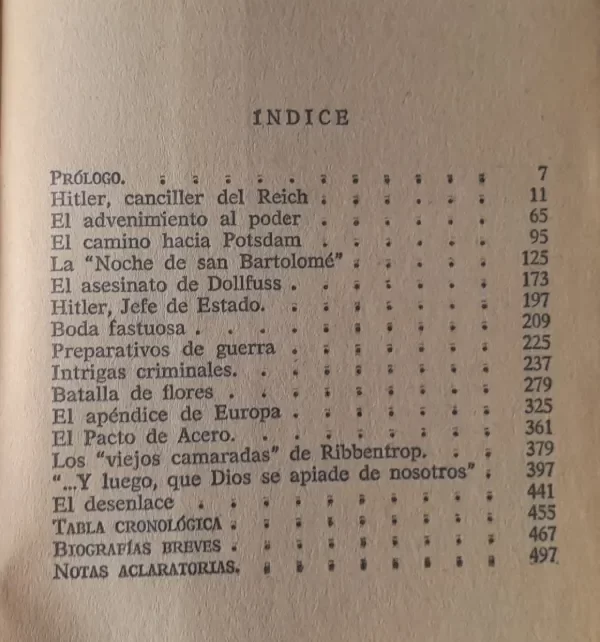 ÍNDICE
PRÓLOGO. . . . . . . . . . . . 7
Hitler, canciller del Reich . . . . . . 11
El advenimiento al poder . . . . . . 65
El camino hacia Potsdam . . . . . . 95
La "Noche de san Bartolomé" . . . . . 125
El asesinato de Dollfuss . . . . . . . 173
Hitler, Jefe de Estado. . . . . . . . 197
Boda fastuosa . . . . . . . . . . 209
Preparativos de guerra . . . . . . . 225
Intrigas criminales. . . . . . . . . 237
Batalla de flores . . . . . . . . . 279
El apéndice de Europa . . . . . . . 325
El Pacto de Acero. . . . . . . . . 361
Los "viejos camaradas" de Ribbentrop. . . 379
"...Y luego, que Dios se apiade de nosotros" . 397
El desenlace . . . . . . . . . . 441
TABLA CRONOLÓGICA . . . . . . . . . 455
BIOGRAFÍAS BREVES . . . . . . . . . 467
NOTAS ACLARATORIAS. . . . . . . . . 497